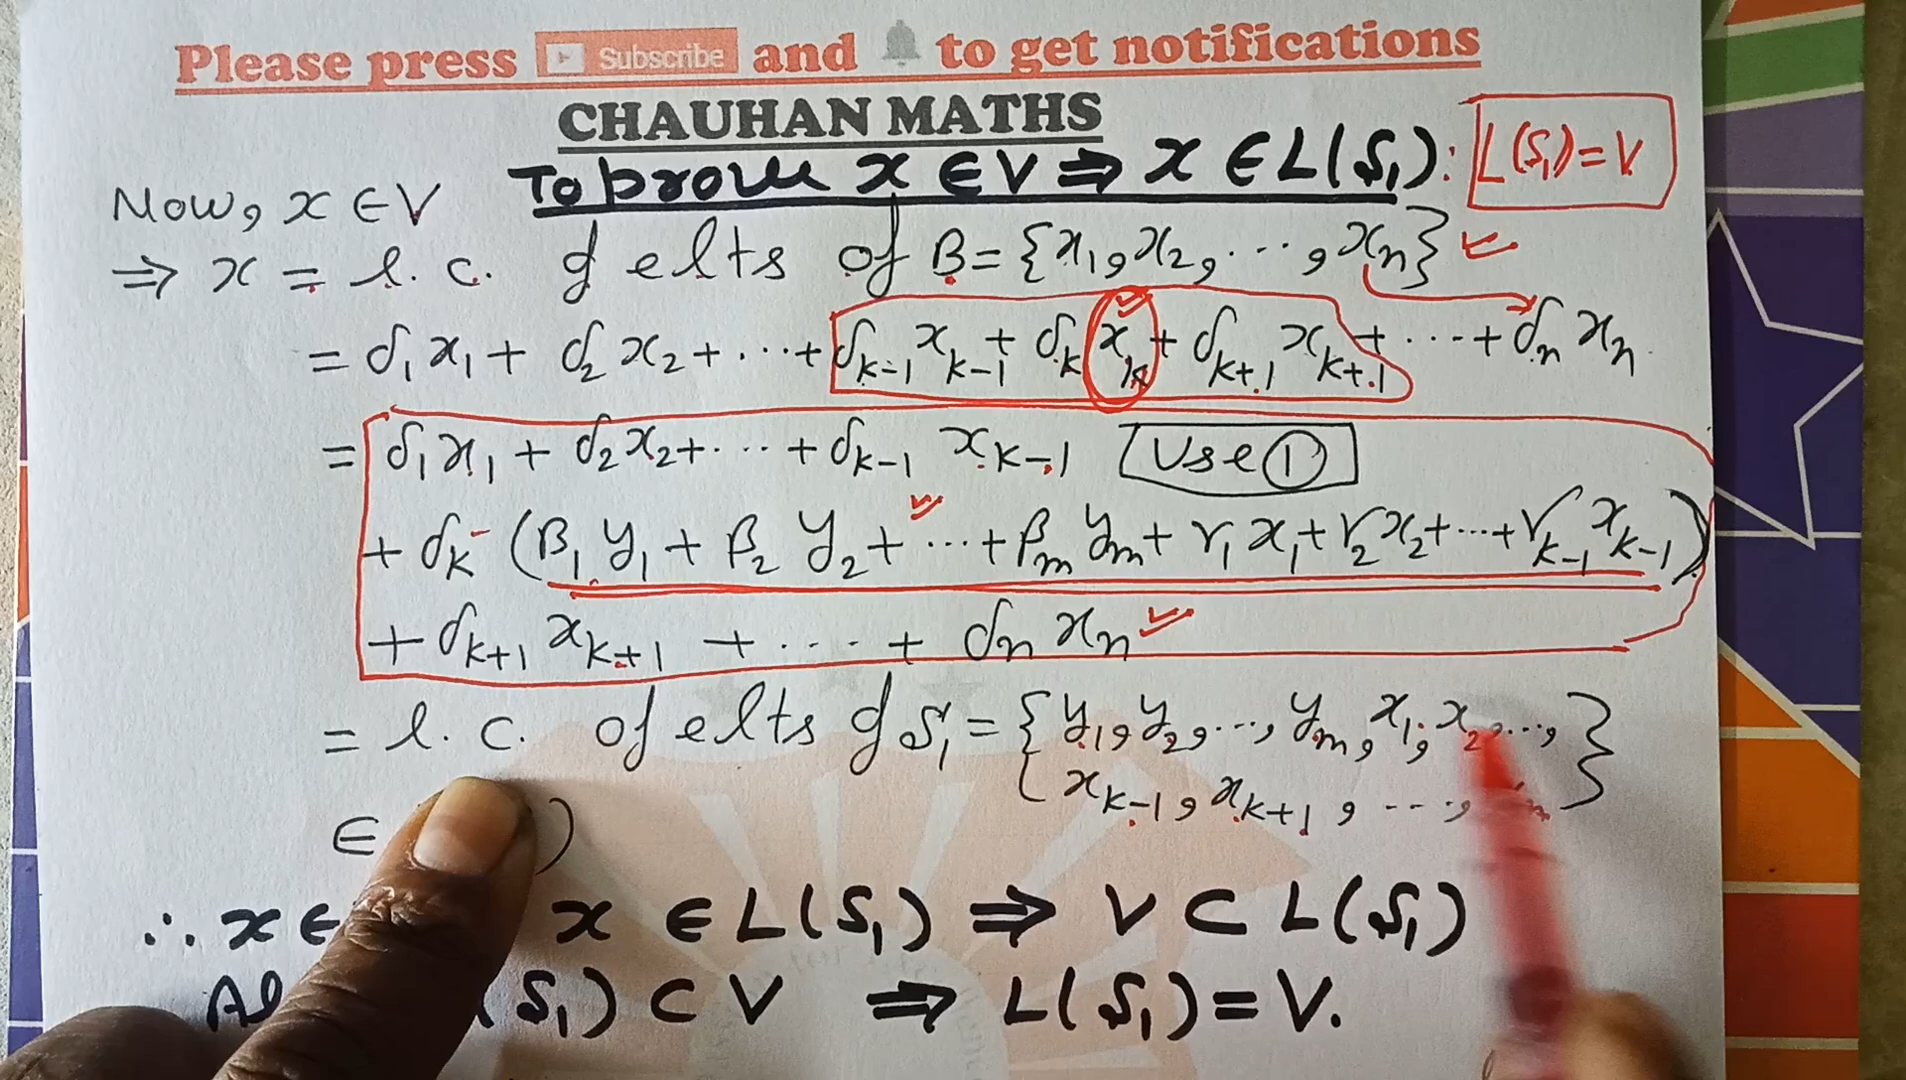 Please press Subscribe and to get notifications
CHAUHAN MATHS
To prove x ∈ V ⇒ x ∈ L(S₁): L(S₁) = V
Now, x ∈ V
⇒ x = l.c. of elts of B = {x₁, x₂, ..., xₙ}
= δ₁x₁ + δ₂x₂ + ... + δₖ₋₁xₖ₋₁ + δₖxₖ + δₖ₊₁xₖ₊₁ + ... + δₙxₙ
= δ₁x₁ + δ₂x₂ + ... + δₖ₋₁ xₖ₋₁ Use ①
+ δₖ (β₁y₁ + β₂y₂ + ... + βₘyₘ + γ₁x₁ + γ₂x₂ + ... + γₖ₋₁xₖ₋₁)
+ δₖ₊₁xₖ₊₁ + .... + δₙxₙ
= l.c. of elts of S₁ = {y₁, y₂, ..., yₘ, x₁, x₂, ...,
xₖ₋₁, xₖ₊₁, ..., }
∈ )
∴ x ∈ x ∈ L(S₁) ⇒ V ⊂ L(S₁)
(S₁) ⊂ V ⇒ L(S₁) = V.